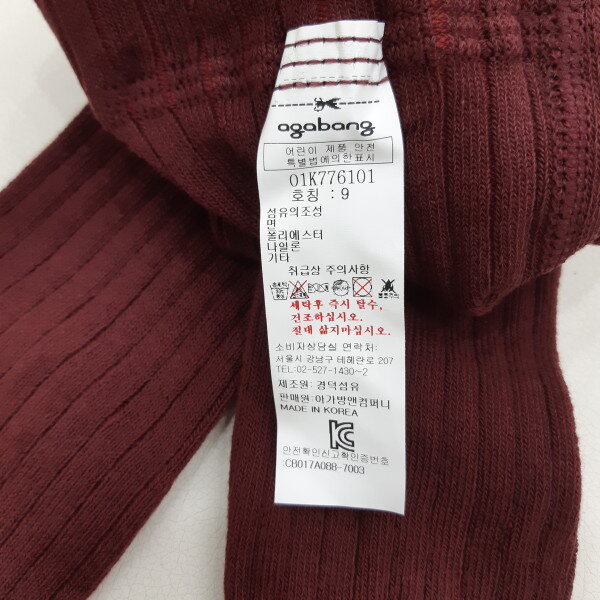 agabang
어린이 제품 안전
특별법에의한표시
01K776101
호칭 : 9
섬유의조성
면
폴리에스터
나일론
기타
취급상 주의사항
세탁후 즉시 탈수,
건조하십시오.
절대 삶지마십시오.
소비자상담실 연락처:
서울시 강남구 테헤란로 207
TEL:02-527-1430~2
제조원: 경덕섬유
판매원: 아가방앤컴퍼니
MADE IN KOREA
안전확인신고확인증번호
:CB017A088-7003